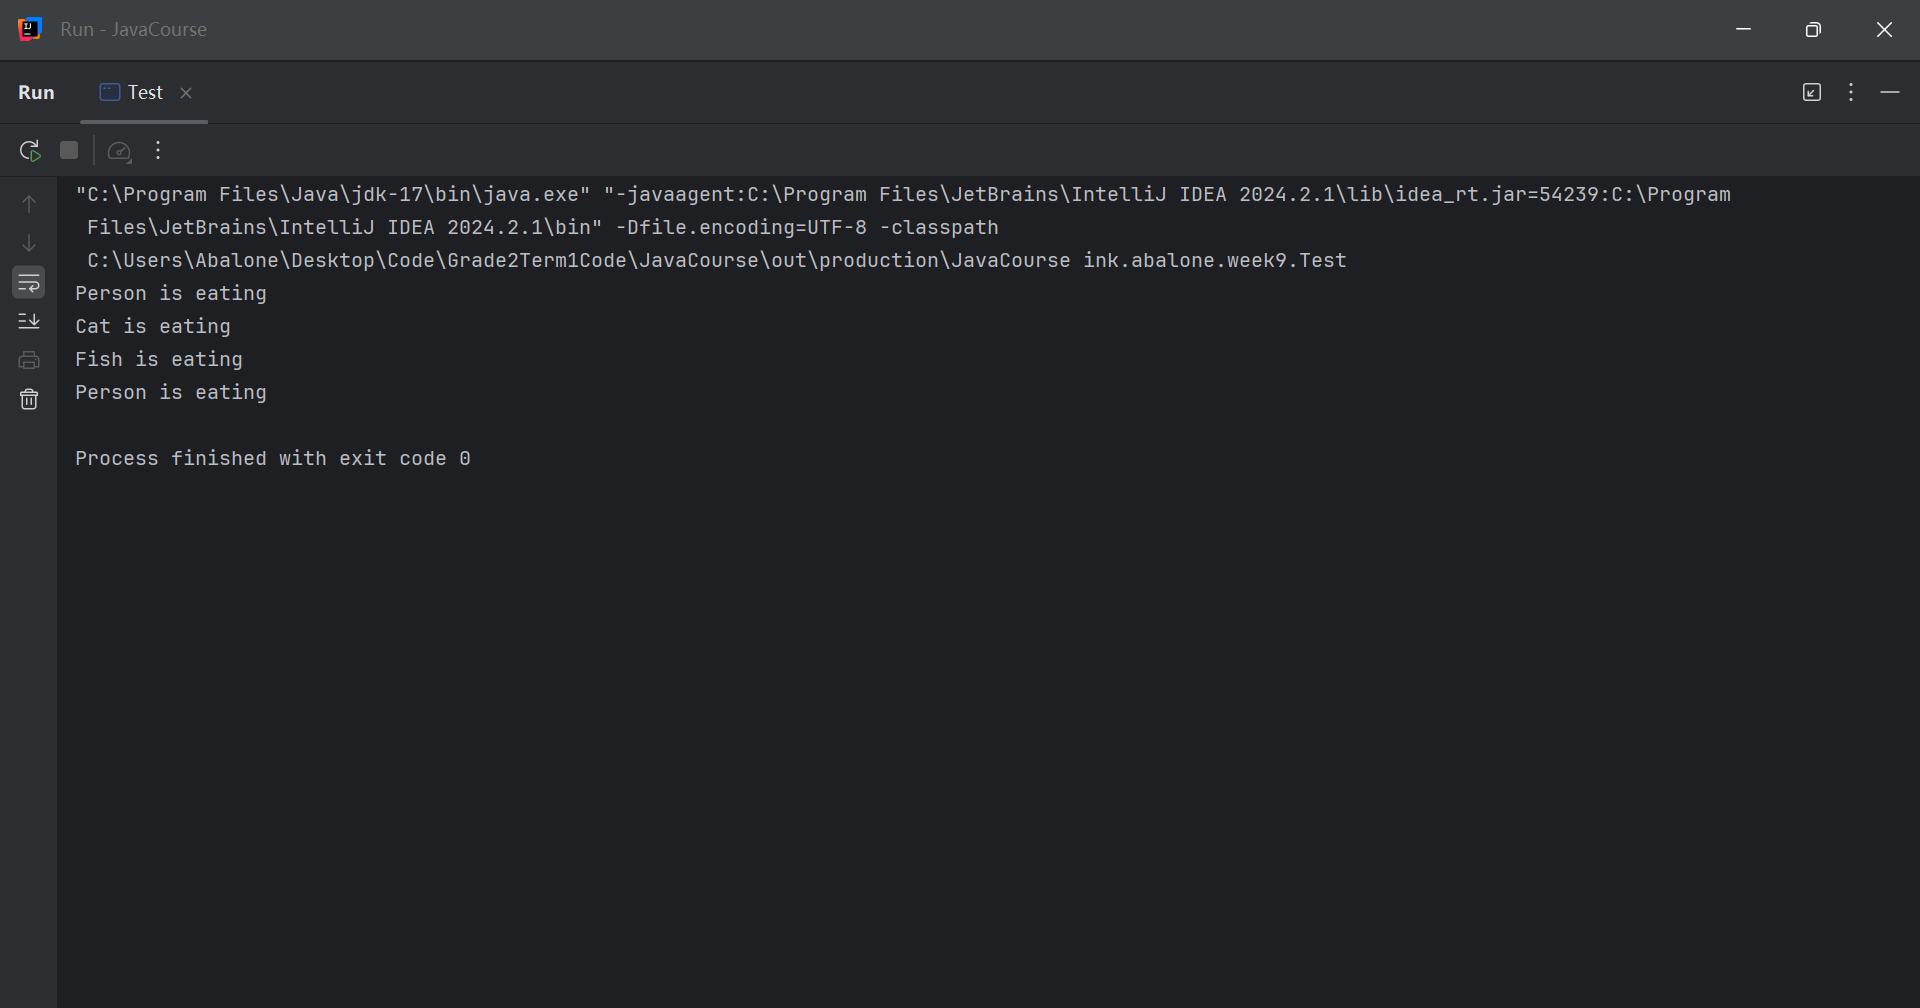 Run - JavaCourse
Run Test
"C:\Program Files\Java\jdk-17\bin\java.exe" "-javaagent:C:\Program Files\JetBrains\IntelliJ IDEA 2024.2.1\lib\idea_rt.jar=54239:C:\Program
Files\JetBrains\IntelliJ IDEA 2024.2.1\bin" -Dfile.encoding=UTF-8 -classpath
C:\Users\Abalone\Desktop\Code\Grade2Term1Code\JavaCourse\out\production\JavaCourse ink.abalone.week9.Test
Person is eating
Cat is eating
Fish is eating
Person is eating
Process finished with exit code 0